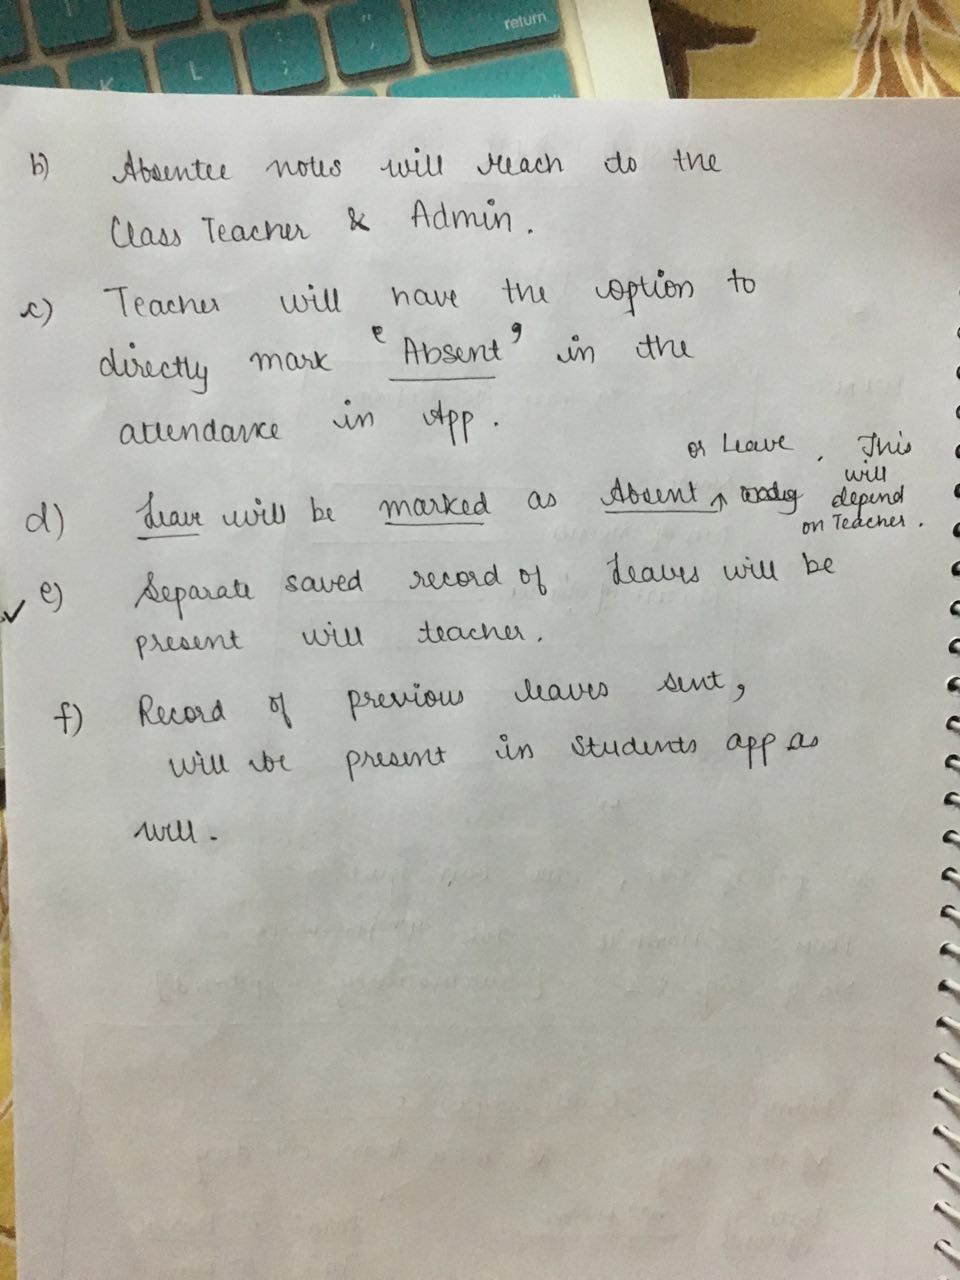 return
K L ; "
b) Absentee notes will reach do the
Class Teacher & Admin.
c) Teacher will have the option to
directly mark 'Absent' in the
attendance in App.
or Leave. This
will
d) Leave will be marked as Absent ↑ depend
on Teacher.
e) Separate saved record of leaves will be
present will teacher.
f) Record of previous leaves sent,
will be present in students app as
will.